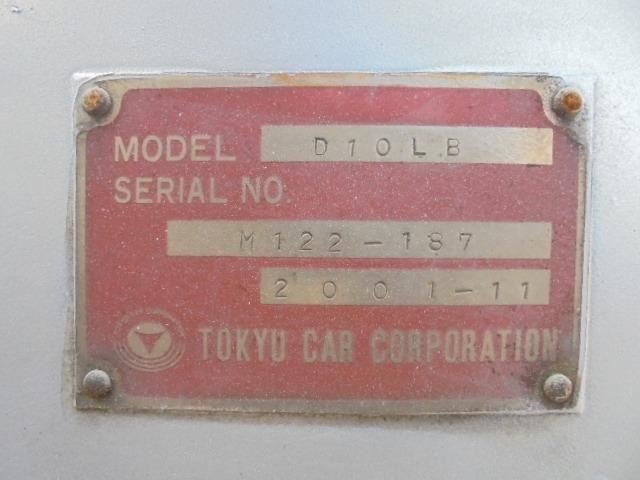 MODEL D10LB
SERIAL NO.
M122-187
2001-11
TOKYU CAR CORPORATION